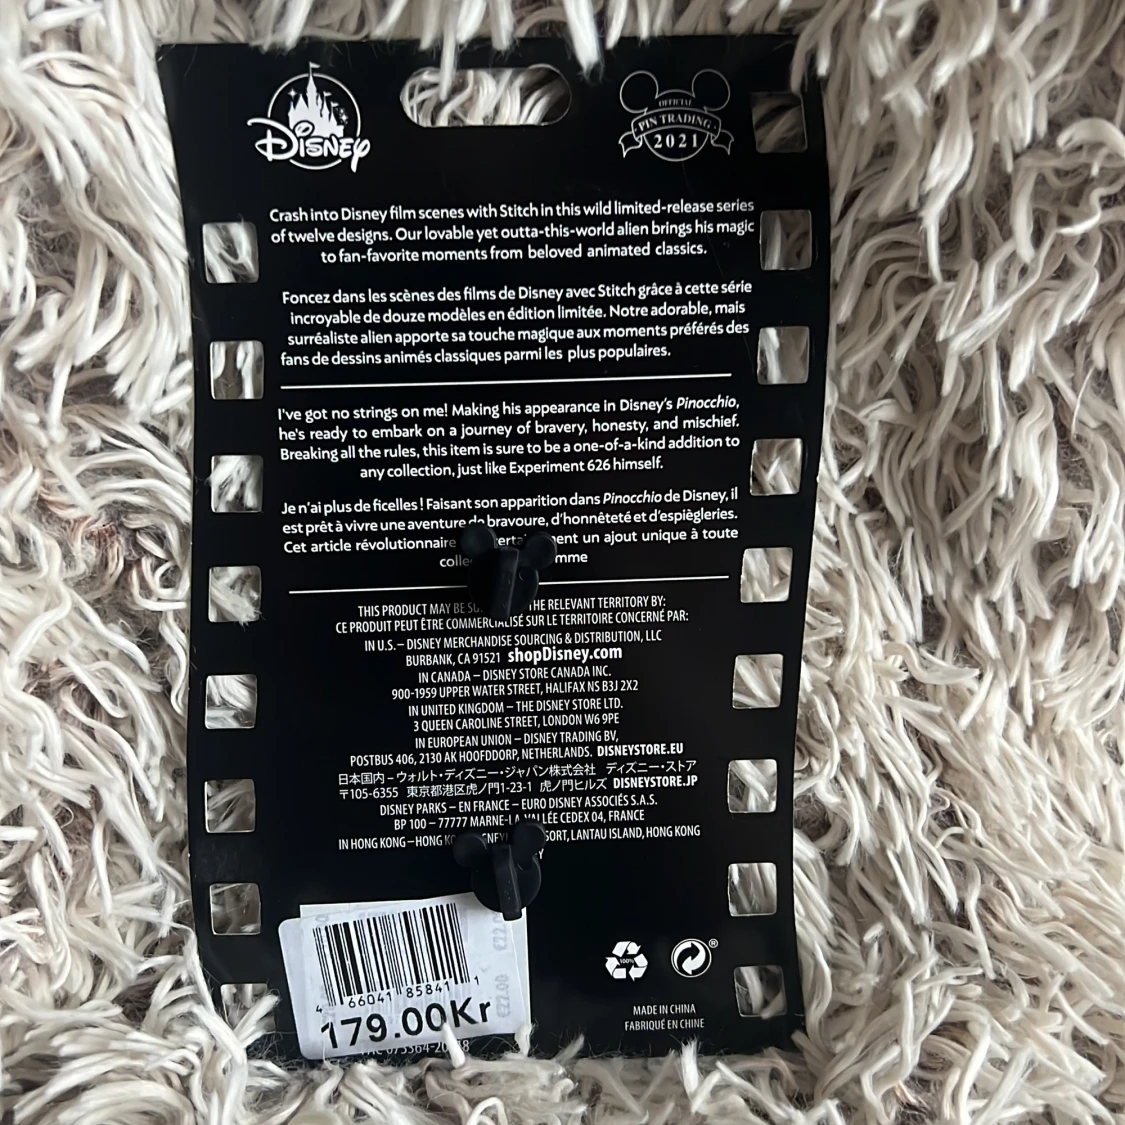 Disney
OFFICIAL
PIN TRADING
2021
Crash into Disney film scenes with Stitch in this wild limited-release series
of twelve designs. Our lovable yet outta-this-world alien brings his magic
to fan-favorite moments from beloved animated classics.
Foncez dans les scènes des films de Disney avec Stitch grâce à cette série
incroyable de douze modèles en édition limitée. Notre adorable, mais
surréaliste alien apporte sa touche magique aux moments préférés des
fans de dessins animés classiques parmi les plus populaires.
I've got no strings on me! Making his appearance in Disney's Pinocchio,
he's ready to embark on a journey of bravery, honesty, and mischief.
Breaking all the rules, this item is sure to be a one-of-a-kind addition to
any collection, just like Experiment 626 himself.
Je n'ai plus de ficelles ! Faisant son apparition dans Pinocchio de Disney, il
est prêt à vivre une aventure de bravoure, d'honnêteté et d'espiègleries.
Cet article révolutionnaire un ajout unique à toute
THIS PRODUCT MAY BE THE RELEVANT TERRITORY BY:
CE PRODUIT PEUT ÊTRE COMMERCIALISÉ SUR LE TERRITOIRE CONCERNÉ PAR:
IN U.S. – DISNEY MERCHANDISE SOURCING & DISTRIBUTION, LLC
BURBANK, CA 91521 shopDisney.com
IN CANADA – DISNEY STORE CANADA INC.
900-1959 UPPER WATER STREET, HALIFAX NS B3J 2X2
IN UNITED KINGDOM – THE DISNEY STORE LTD.
3 QUEEN CAROLINE STREET, LONDON W6 9PE
IN EUROPEAN UNION – DISNEY TRADING BV,
POSTBUS 406, 2130 AK HOOFDDORP, NETHERLANDS. DISNEYSTORE.EU
日本国内 – ウォルト・ディズニー・ジャパン株式会社 ディズニー・ストア
〒105-6355 東京都港区虎ノ門1-23-1 虎ノ門ヒルズ DISNEYSTORE.JP
DISNEY PARKS – EN FRANCE – EURO DISNEY ASSOCIÉS S.A.S.
BP 100 – 77777 MARNE-LA-VALLÉE CEDEX 04, FRANCE
IN HONG KONG – HONG LANTAU ISLAND, HONG KONG
4 66041 85841 1
179.00Kr
€22.00
100%
®
MADE IN CHINA
FABRIQUÉ EN CHINE